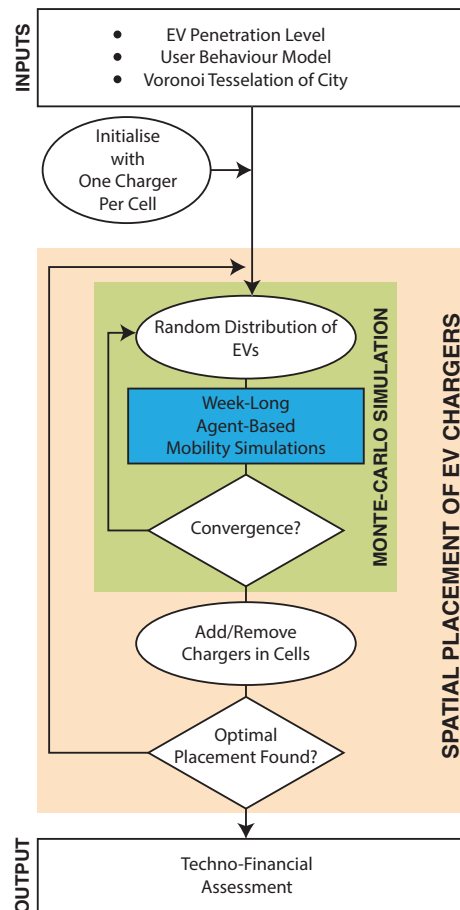 INPUTS
● EV Penetration Level
● User Behaviour Model
● Voronoi Tesselation of City
Initialise
with
One Charger
Per Cell
SPATIAL PLACEMENT OF EV CHARGERS
MONTE-CARLO SIMULATION
Random Distribution of
EVs
Week-Long
Agent-Based
Mobility Simulations
Convergence?
Add/Remove
Chargers in Cells
Optimal
Placement Found?
OUTPUT
Techno-Financial
Assessment